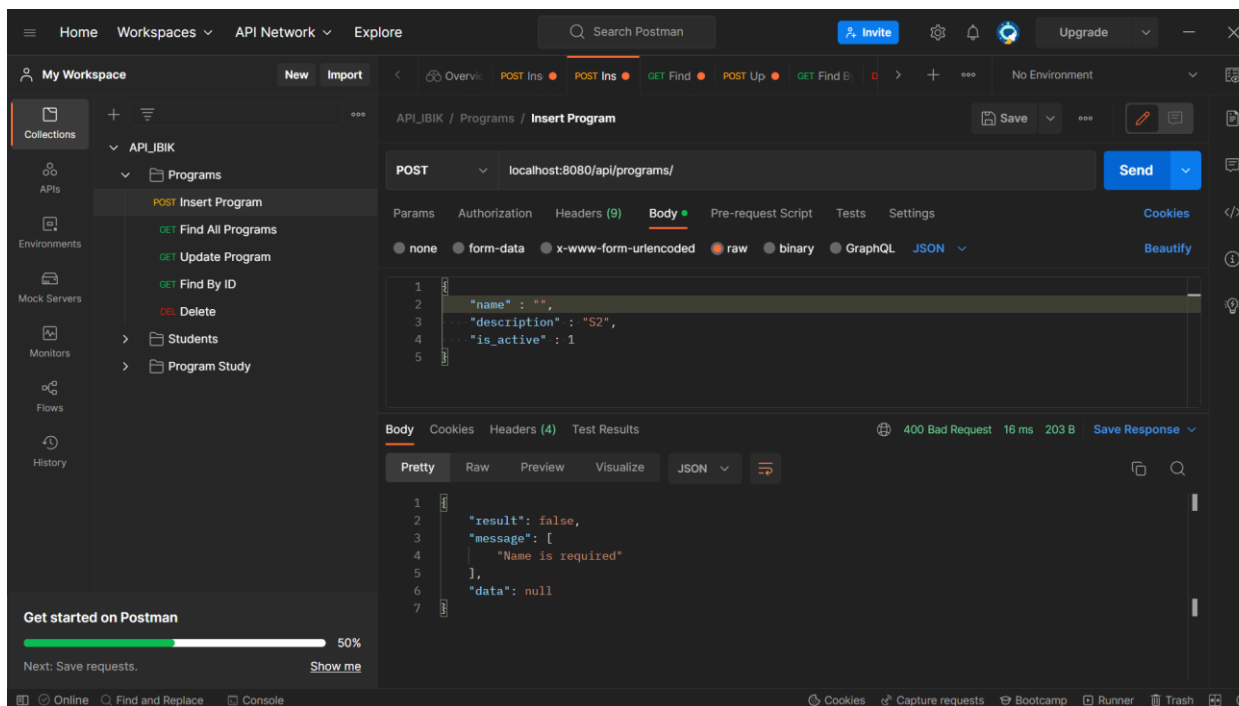 Home Workspaces API Network Explore Search Postman Invite Upgrade
My Workspace New Import Overvie POST Ins POST Ins GET Find POST Up GET Find B No Environment
Collections
APIs
Environments
Mock Servers
Monitors
Flows
History
API_IBIK
Programs
POST Insert Program
GET Find All Programs
GET Update Program
GET Find By ID
DEL Delete
Students
Program Study
Get started on Postman
50%
Next: Save requests. Show me
API_IBIK / Programs / Insert Program Save
POST localhost:8080/api/programs/ Send
Params Authorization Headers (9) Body Pre-request Script Tests Settings Cookies
none form-data x-www-form-urlencoded raw binary GraphQL JSON Beautify
1 {
2 "name" : "",
3 "description" : "S2",
4 "is_active" : 1
5 }
Body Cookies Headers (4) Test Results 400 Bad Request 16 ms 203 B Save Response
Pretty Raw Preview Visualize JSON
1 {
2 "result": false,
3 "message": [
4 "Name is required"
5 ],
6 "data": null
7 }
Online Find and Replace Console Cookies Capture requests Bootcamp Runner Trash